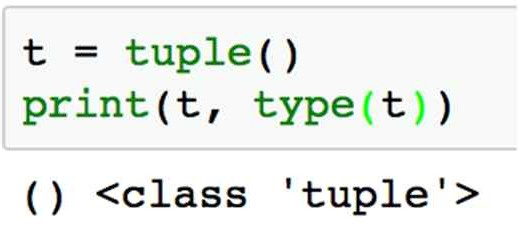 t = tuple()
print(t, type(t))
() <class 'tuple'>